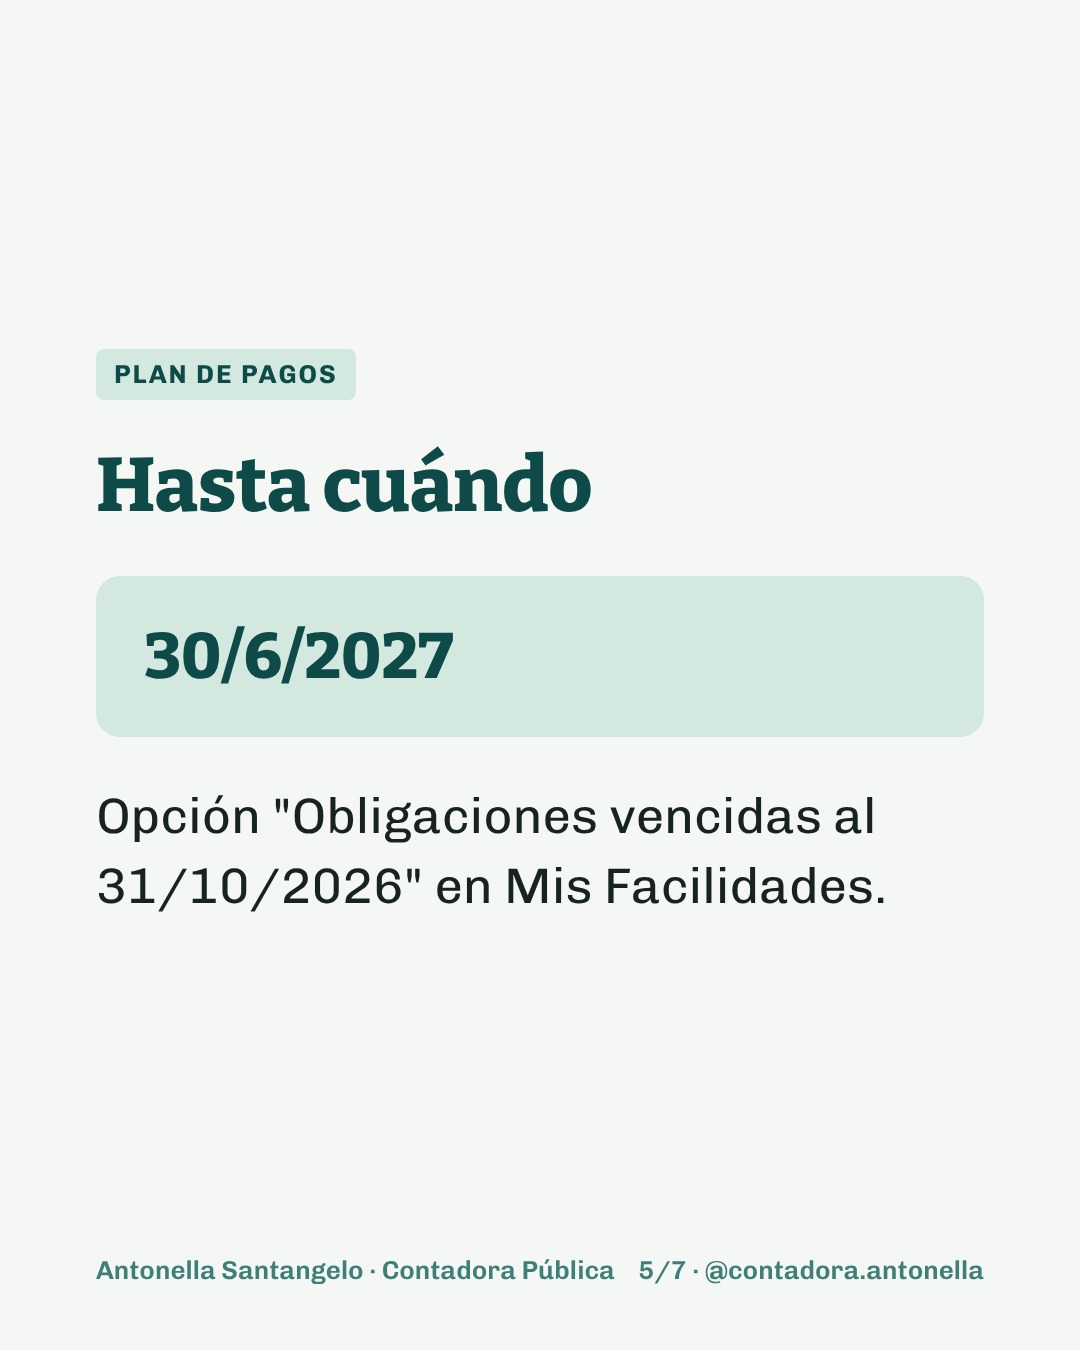 PLAN DE PAGOS
Hasta cuándo
30/6/2027
Opción "Obligaciones vencidas al
31/10/2026" en Mis Facilidades.
Antonella Santangelo · Contadora Pública 5/7 · @contadora.antonella